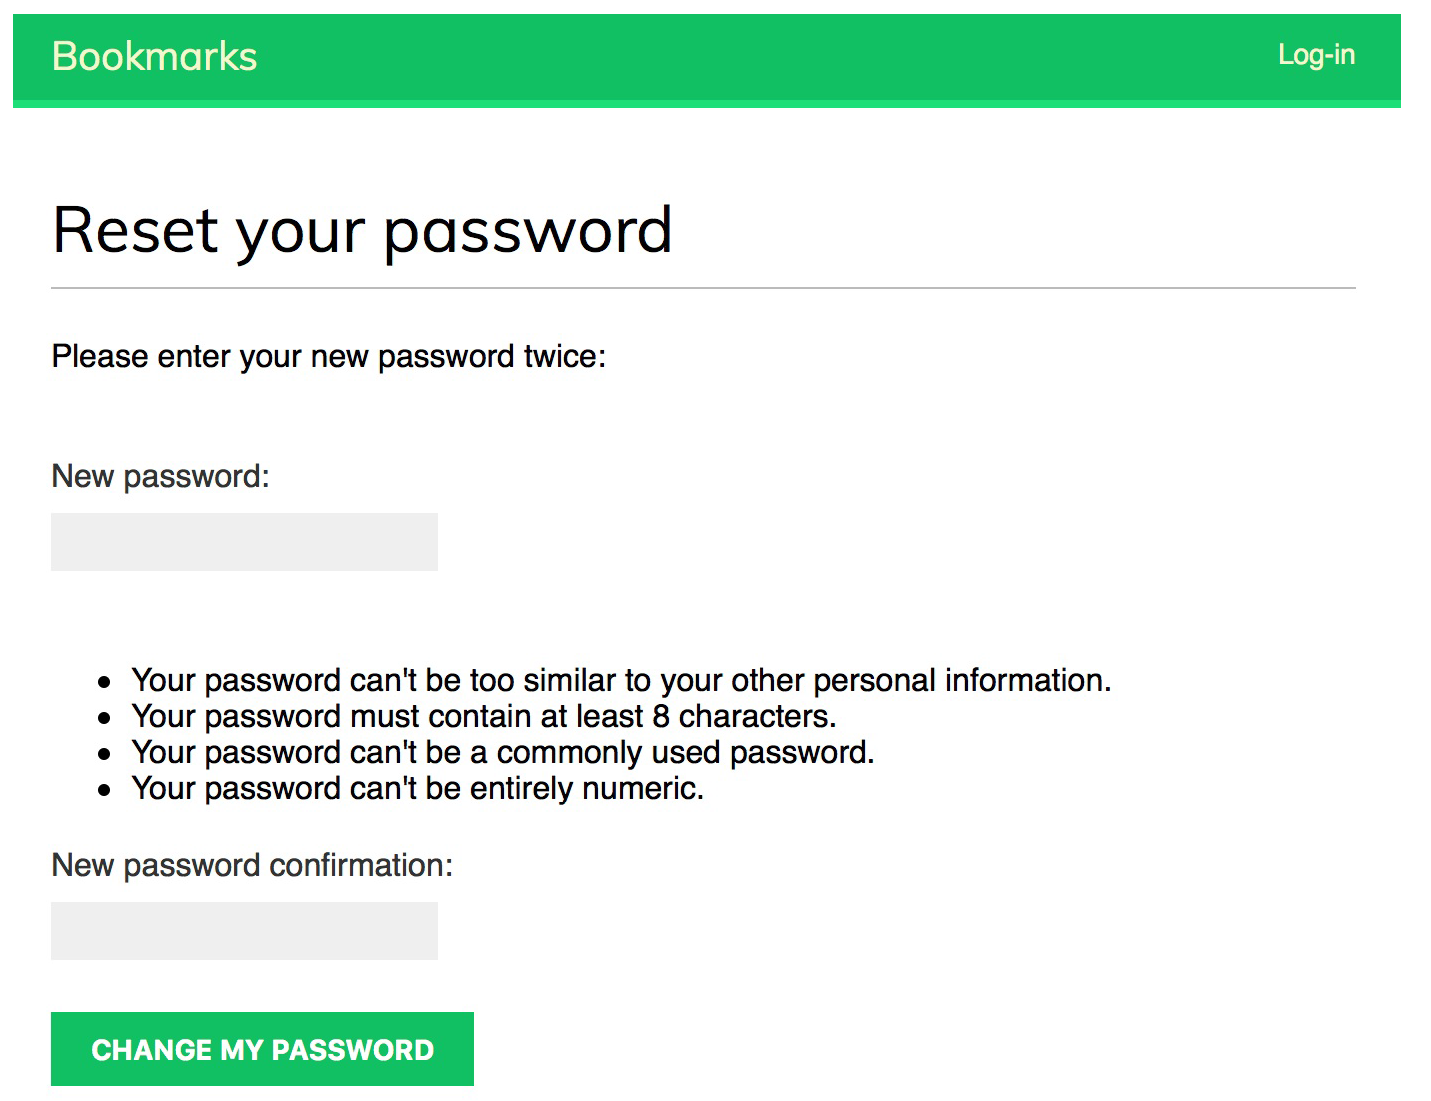 Bookmarks
Log-in
Reset your password
Please enter your new password twice:
New password:
Your password can't be too similar to your other personal information.
Your password must contain at least 8 characters.
Your password can't be a commonly used password.
Your password can't be entirely numeric.
New password confirmation:
CHANGE MY PASSWORD